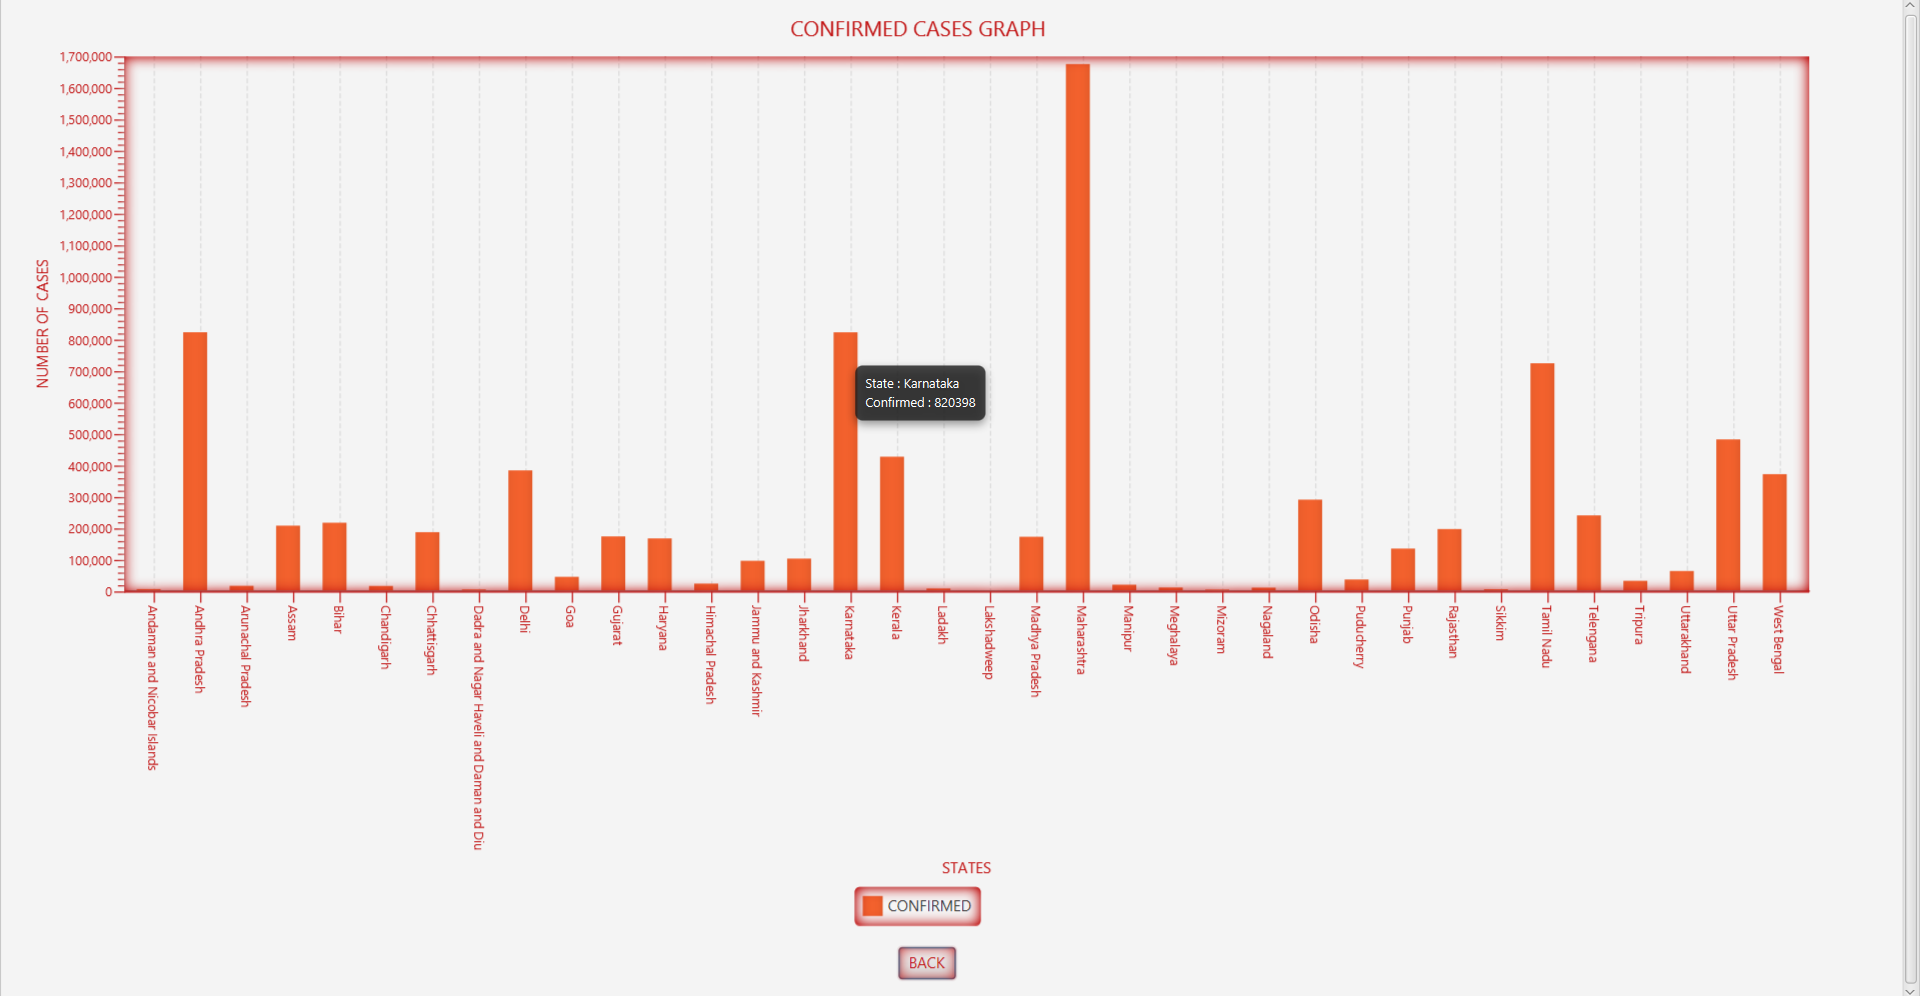 CONFIRMED CASES GRAPH
NUMBER OF CASES
1,700,000
1,600,000
1,500,000
1,400,000
1,300,000
1,200,000
1,100,000
1,000,000
900,000
800,000
700,000
600,000
500,000
400,000
300,000
200,000
100,000
0
State : Karnataka
Confirmed : 820398
Andaman and Nicobar Islands
Andhra Pradesh
Arunachal Pradesh
Assam
Bihar
Chandigarh
Chhattisgarh
Dadra and Nagar Haveli and Daman and Diu
Delhi
Goa
Gujarat
Haryana
Himachal Pradesh
Jammu and Kashmir
Jharkhand
Karnataka
Kerala
Ladakh
Lakshadweep
Madhya Pradesh
Maharashtra
Manipur
Meghalaya
Mizoram
Nagaland
Odisha
Puducherry
Punjab
Rajasthan
Sikkim
Tamil Nadu
Telengana
Tripura
Uttarakhand
Uttar Pradesh
West Bengal
STATES
CONFIRMED
BACK